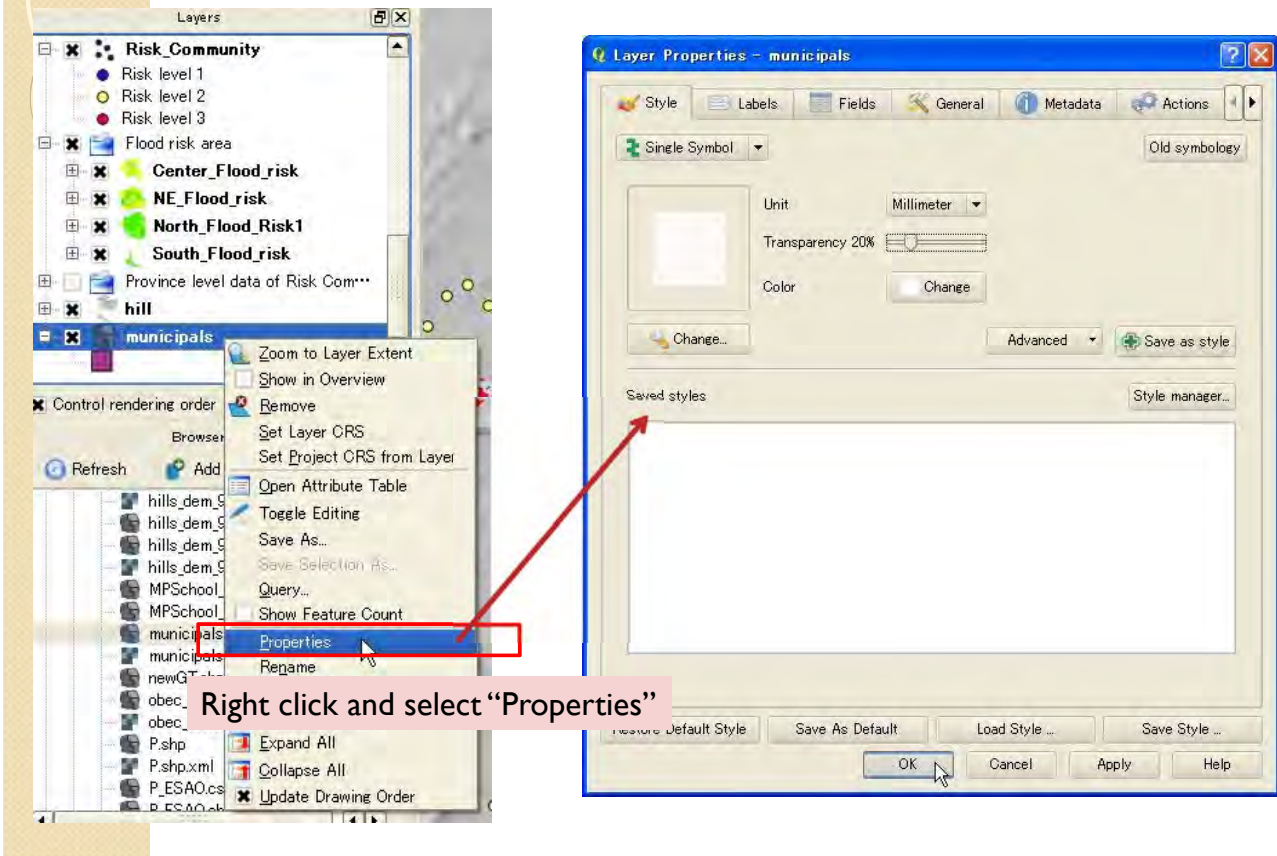 Layers
Risk_Community
Risk level 1
Risk level 2
Risk level 3
Flood risk area
Center_Flood_risk
NE_Flood_risk
North_Flood_Risk1
South_Flood_risk
Province level data of Risk Com…
hill
municipals
Control rendering order
Browser
Refresh Add
hills_dem_9
hills_dem_9
hills_dem_9
hills_dem_9
MPSchool_
MPSchool_
municipals
municipals
obec_
obec_
P.shp
P.shp.xml
P_ESAO.cs
Zoom to Layer Extent
Show in Overview
Remove
Set Layer CRS
Set Project CRS from Layer
Open Attribute Table
Toggle Editing
Save As...
Save Selection As...
Query...
Show Feature Count
Properties
Rename
Right click and select “Properties”
Expand All
Collapse All
Update Drawing Order
Layer Properties - municipals
Style Labels Fields General Metadata Actions
Single Symbol Old symbology
Unit Millimeter
Transparency 20%
Color Change
Change... Advanced Save as style
Saved styles Style manager...
Restore Default Style Save As Default Load Style ... Save Style ...
OK Cancel Apply Help